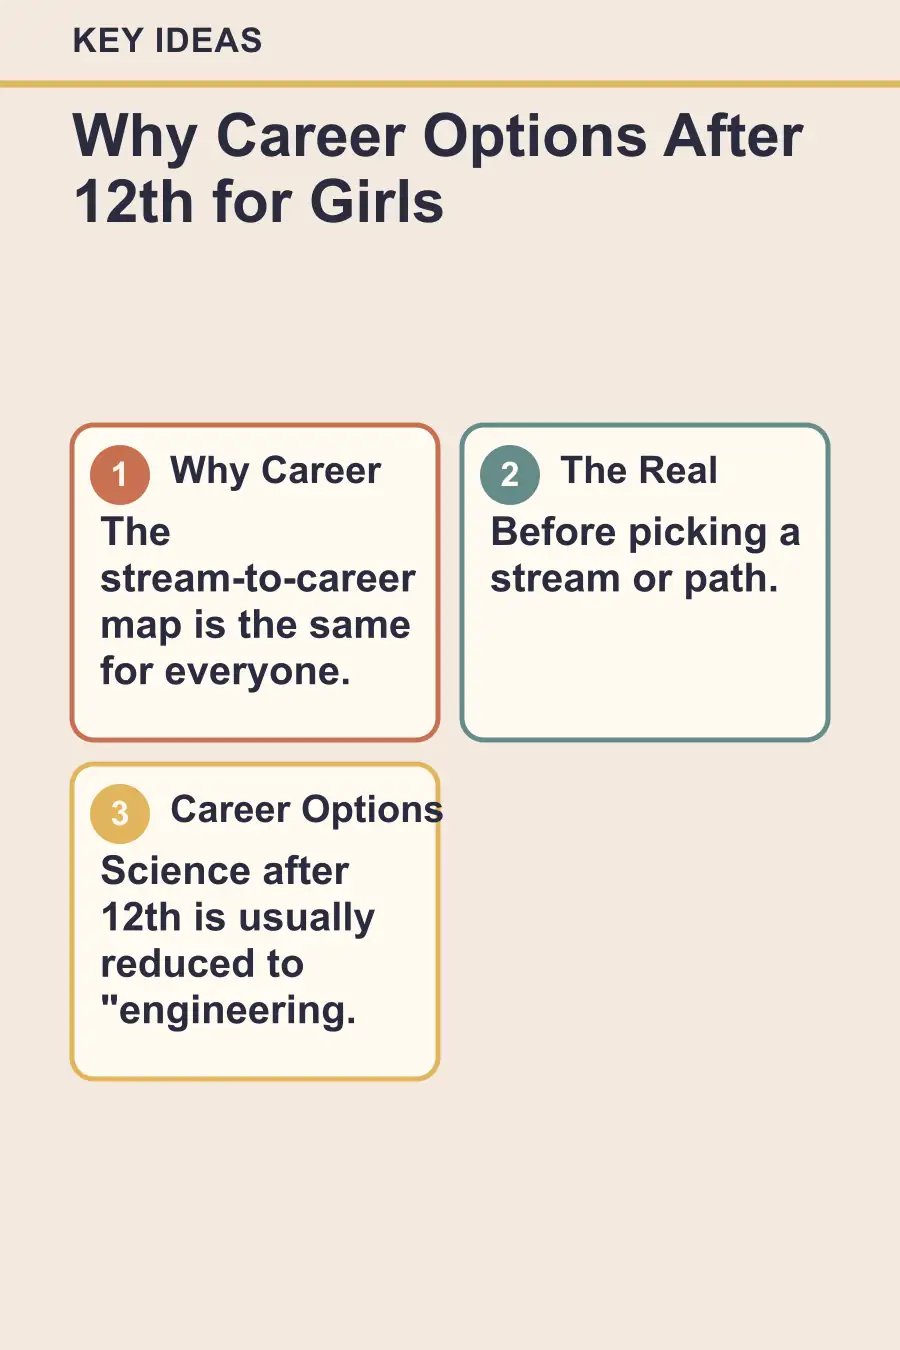 KEY IDEAS
Why Career Options After
12th for Girls
1 Why Career
The
stream-to-career
map is the same
for everyone.
2 The Real
Before picking a
stream or path.
3 Career Options
Science after
12th is usually
reduced to
"engineering.